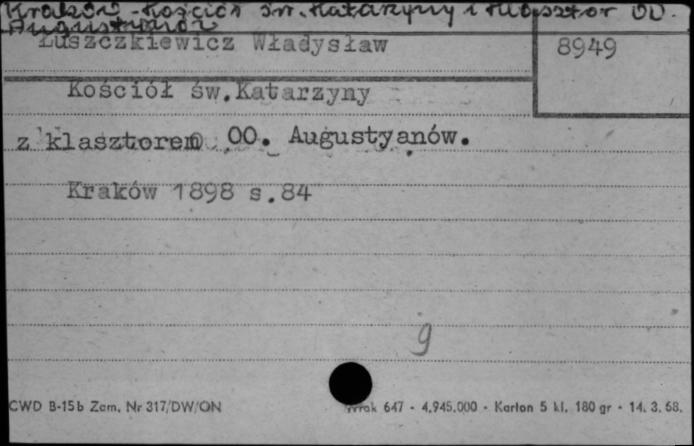 Kraków - Kościół św. Katarzyny i Klasztor OO.
Augustianów
Łuszczkiewicz Władysław
8949
Kościół św.Katarzyny
z klasztorem OO. Augustyanów.
Kraków 1898 s.84
9
CWD B-15b Zam. Nr 317/DW/ON
Druk 647 - 4.945.000 - Karton 5 kl. 180 gr - 14. 3. 68.